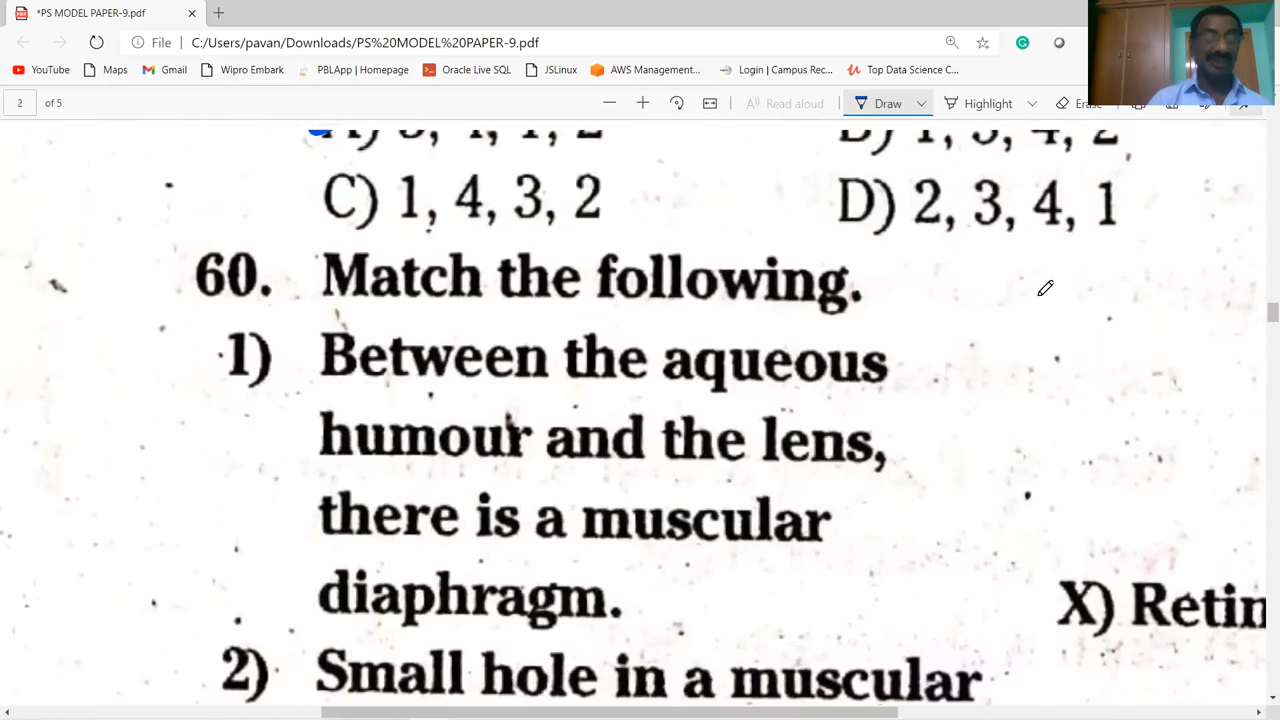 *PS MODEL PAPER-9.pdf
File C:/Users/pavan/Downloads/PS%20MODEL%20PAPER-9.pdf
YouTube Maps Gmail Wipro Embark PBLApp | Homepage Oracle Live SQL JSLinux AWS Management... Login | Campus Rec... Top Data Science C...
2 of 5 Read aloud Draw Highlight Erase
C) 1, 4, 3, 2 D) 2, 3, 4, 1
60. Match the following.
1) Between the aqueous
humour and the lens,
there is a muscular
diaphragm.
X) Retin
2) Small hole in a muscular